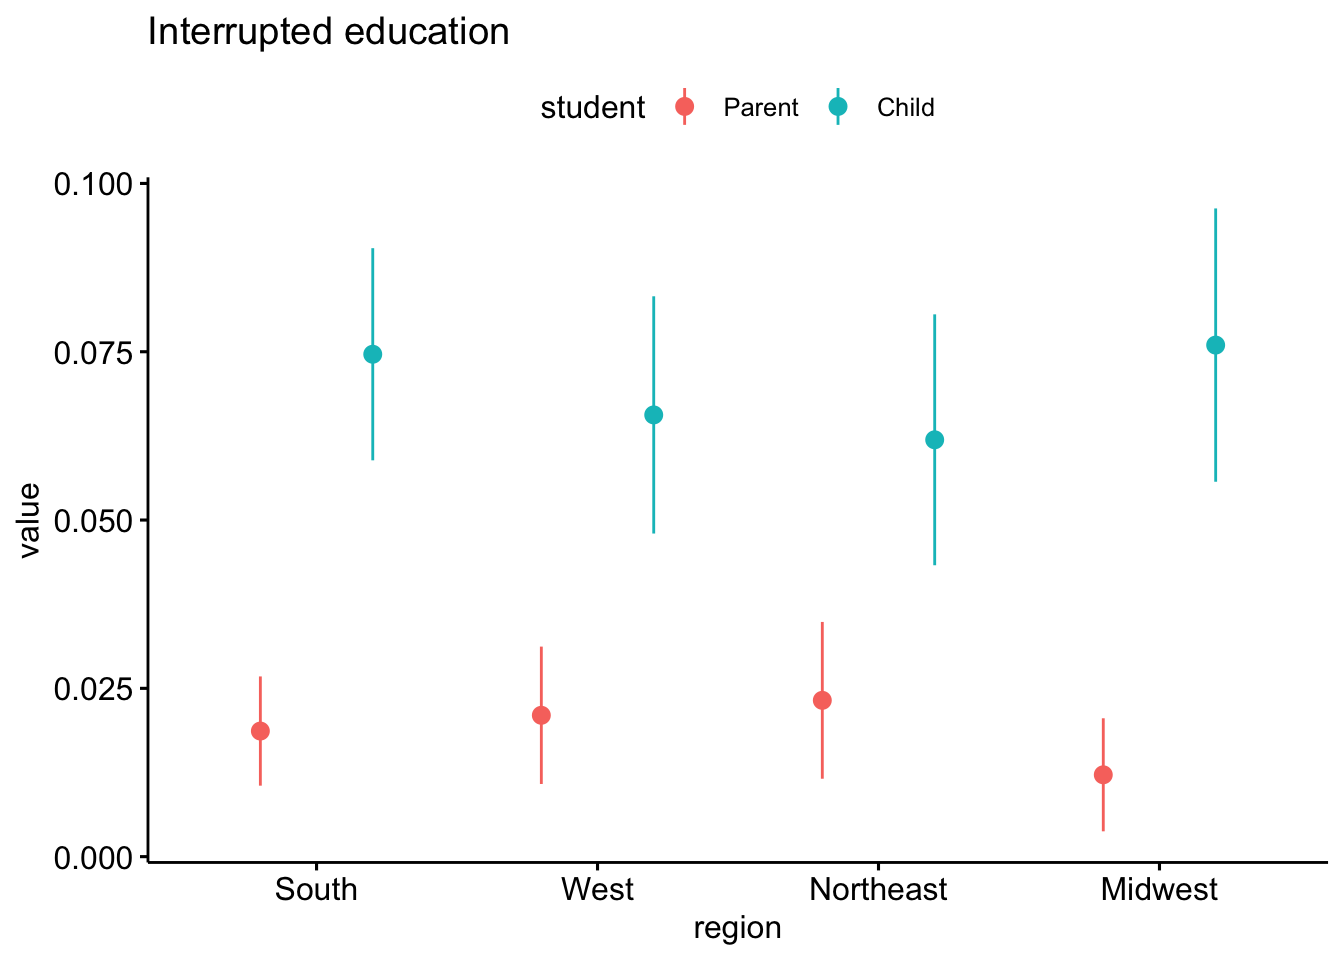 Interrupted education
student Parent Child
0.100
0.075
0.050
0.025
0.000
value
South West Northeast Midwest
region